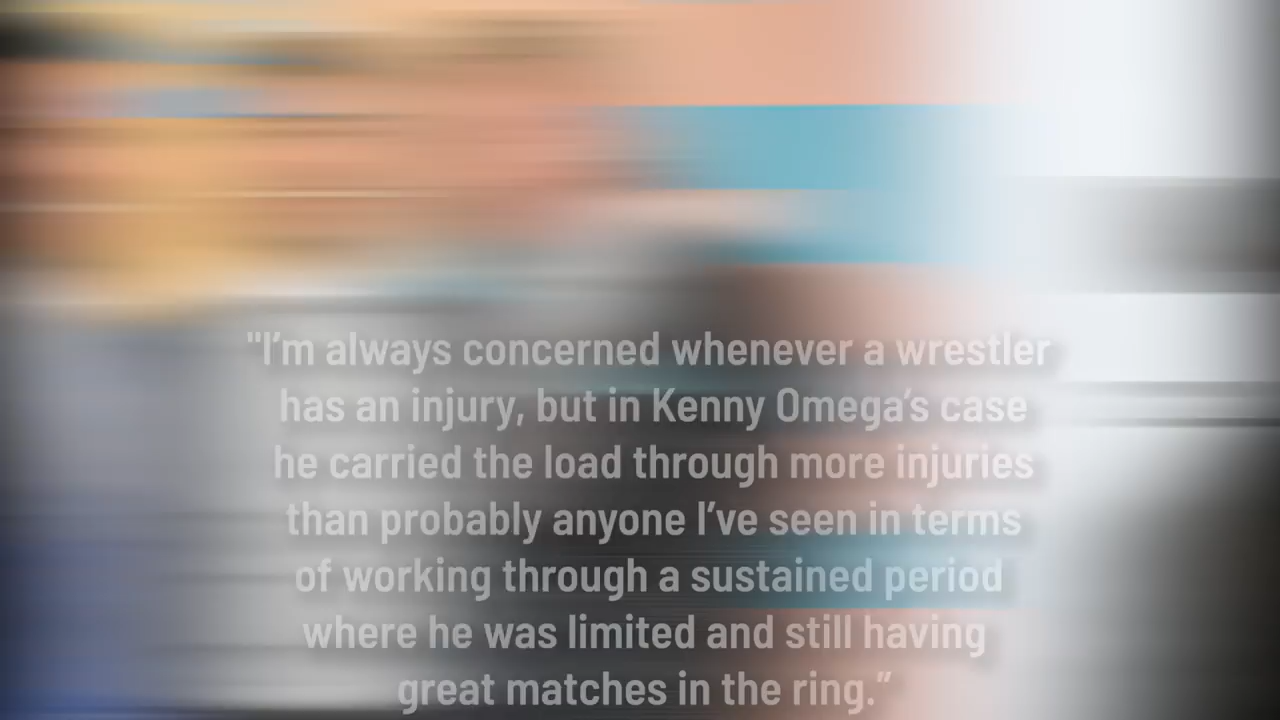 "I’m always concerned whenever a wrestler
has an injury, but in Kenny Omega‘s case
he carried the load through more injuries
than probably anyone I’ve seen in terms
of working through a sustained period
where he was limited and still having
great matches in the ring.”